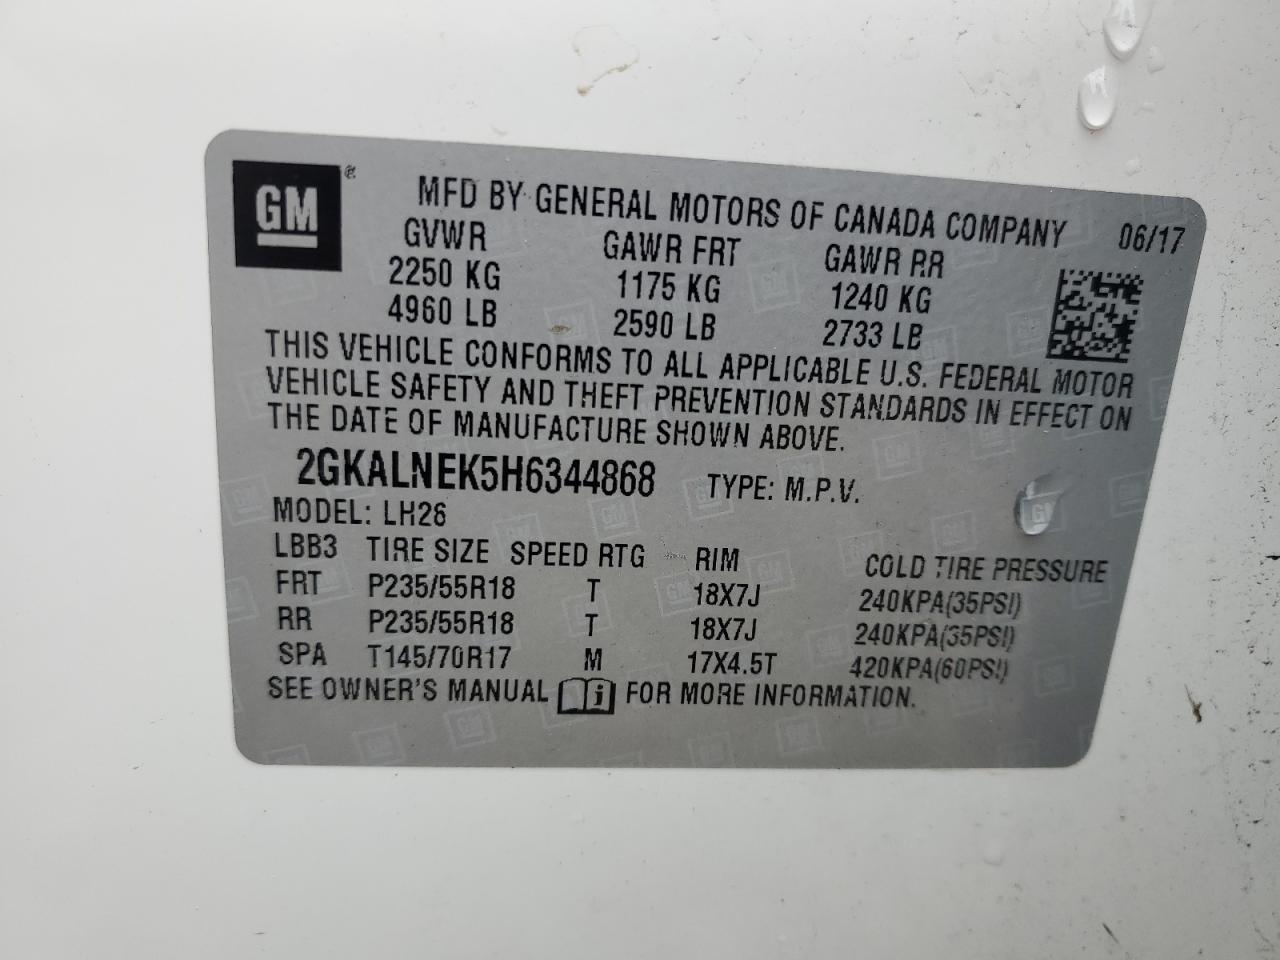 GM ® MFD BY GENERAL MOTORS OF CANADA COMPANY 06/17
GVWR GAWR FRT GAWR RR
2250 KG 1175 KG 1240 KG
4960 LB 2590 LB 2733 LB
THIS VEHICLE CONFORMS TO ALL APPLICABLE U.S. FEDERAL MOTOR
VEHICLE SAFETY AND THEFT PREVENTION STANDARDS IN EFFECT ON
THE DATE OF MANUFACTURE SHOWN ABOVE.
2GKALNEK5H6344868 TYPE: M.P.V.
MODEL: LH26
LBB3 TIRE SIZE SPEED RTG RIM COLD TIRE PRESSURE
FRT P235/55R18 T 18X7J 240KPA(35PSI)
RR P235/55R18 T 18X7J 240KPA(35PSI)
SPA T145/70R17 M 17X4.5T 420KPA(60PSI)
SEE OWNER'S MANUAL i FOR MORE INFORMATION.